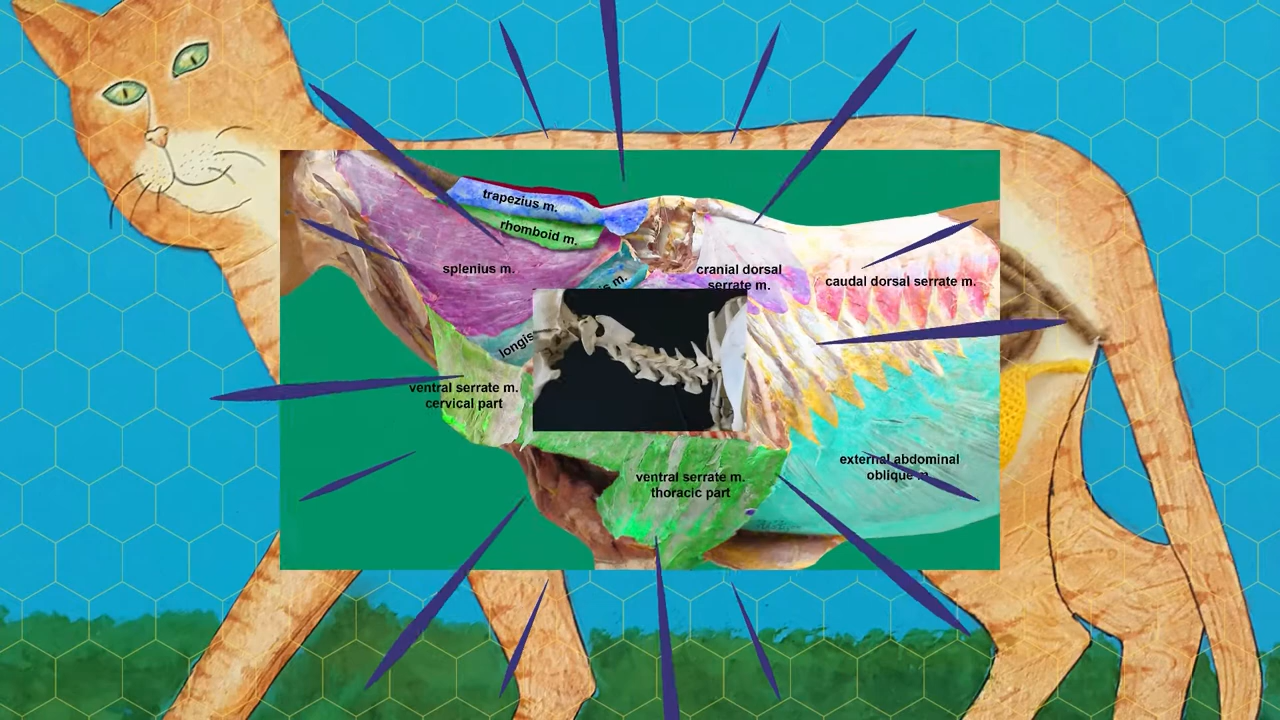 trapezius m.
rhomboid m.
splenius m.
cranial dorsal
serrate m.
caudal dorsal serrate m.
m.
ventral serrate m.
cervical part
external abdominal
oblique m.
ventral serrate m.
thoracic part